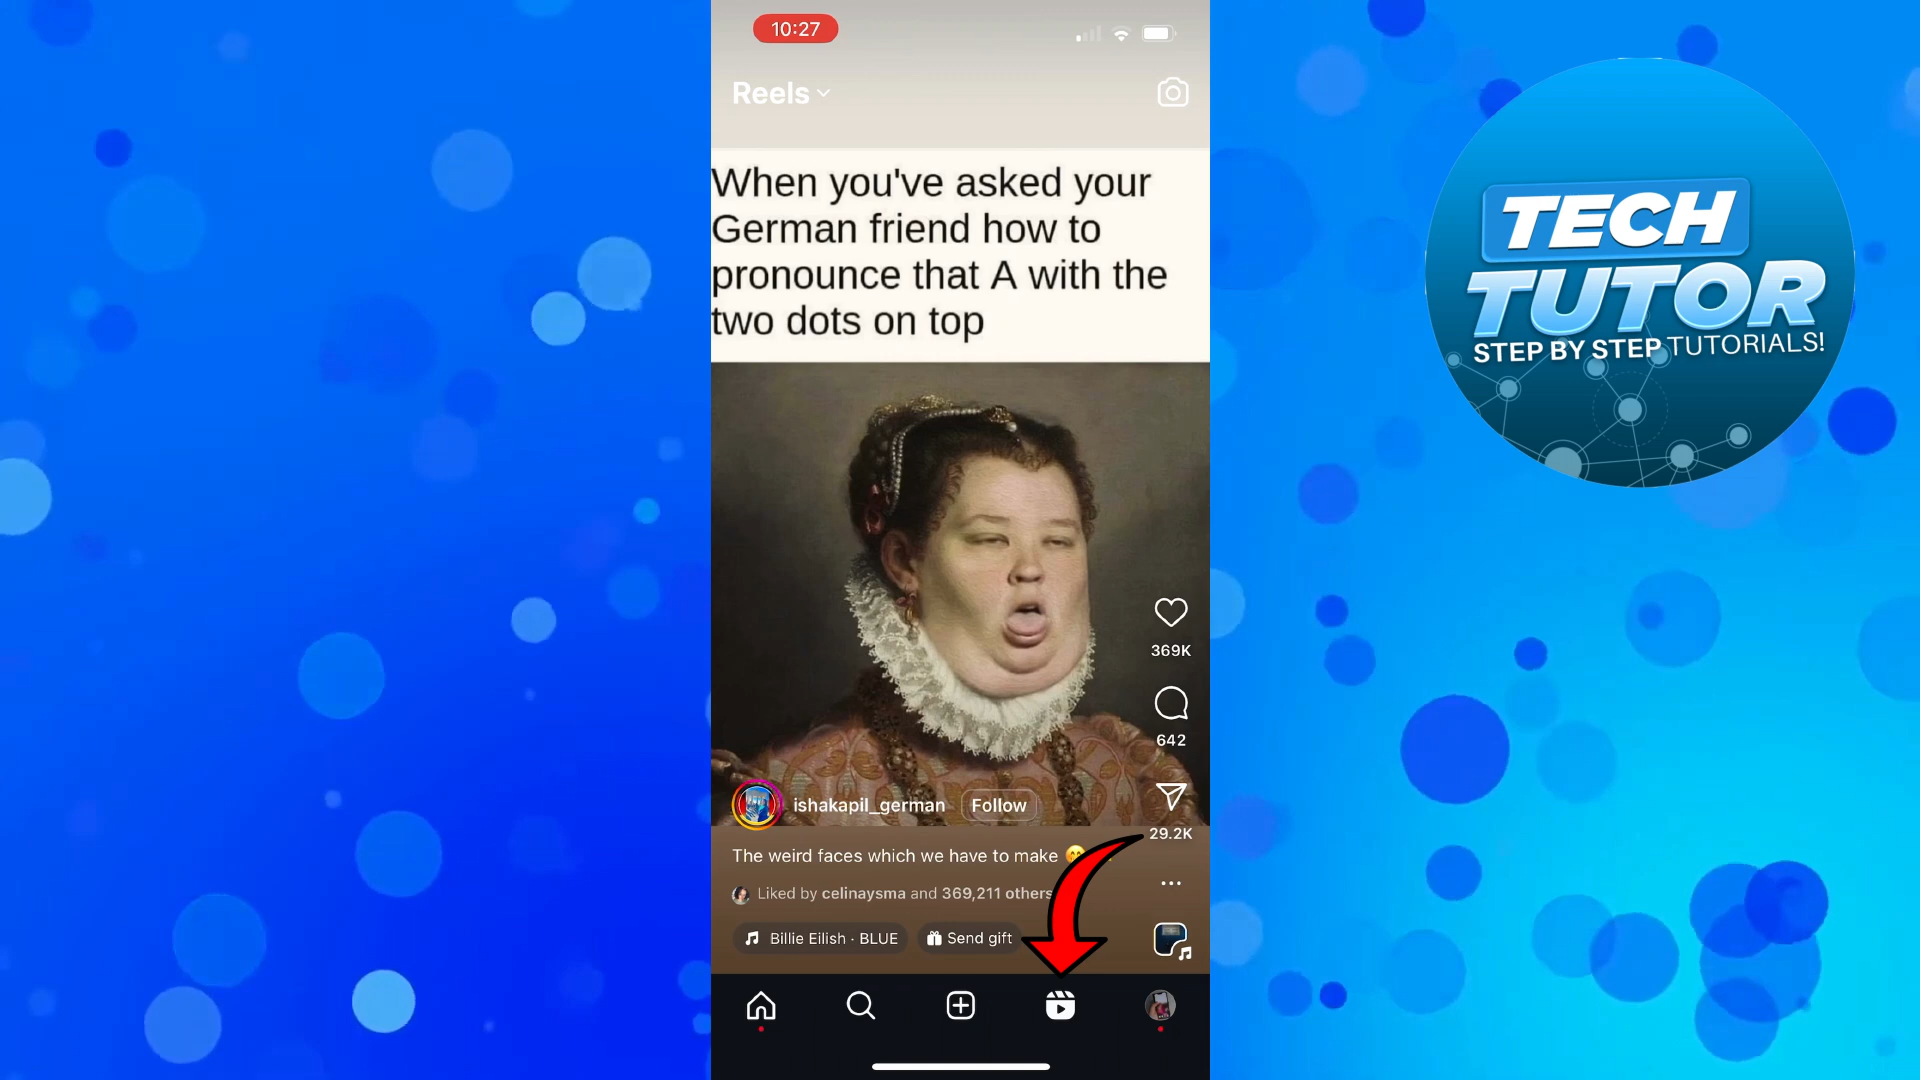 10:27
Reels
When you've asked your
German friend how to
pronounce that A with the
two dots on top
369K
642
29.2K
ishakapil_german
Follow
The weird faces which we have to make
Liked by celinaysma and 369,211 others
Billie Eilish · BLUE
Send gift
TECH
TUTOR
STEP BY STEP TUTORIALS!